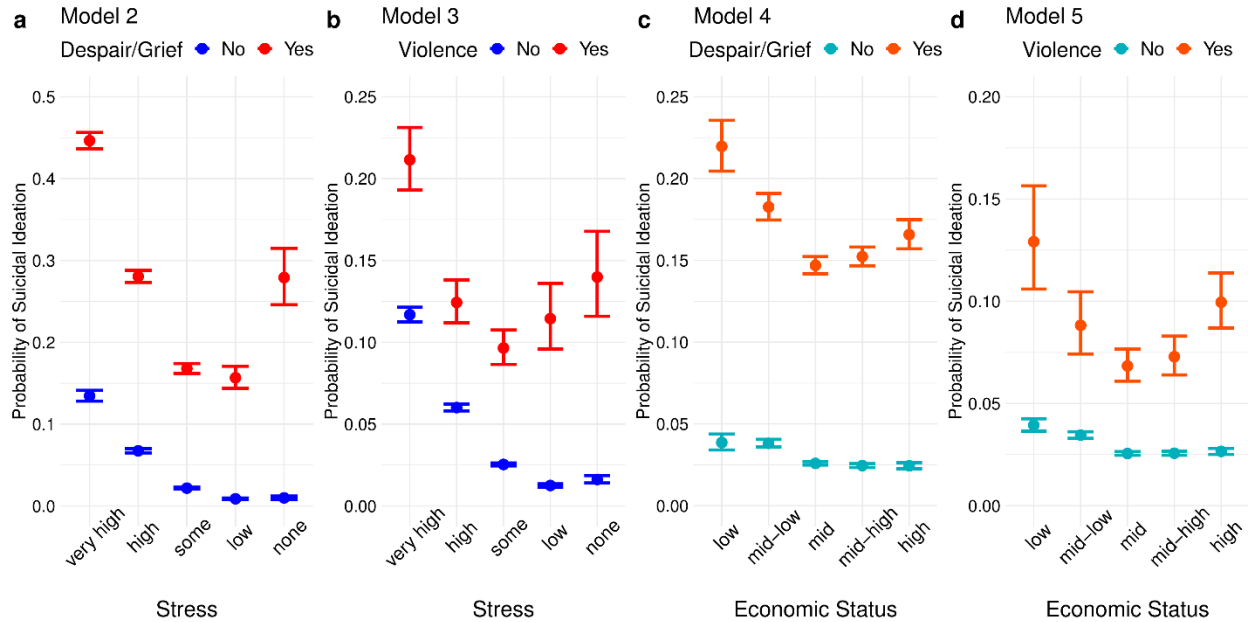 a Model 2
Despair/Grief No Yes
Probability of Suicidal Ideation
0.5
0.4
0.3
0.2
0.1
0.0
very high high some low none
Stress
b Model 3
Violence No Yes
Probability of Suicidal Ideation
0.25
0.20
0.15
0.10
0.05
0.00
very high high some low none
Stress
c Model 4
Despair/Grief No Yes
Probability of Suicidal Ideation
0.25
0.20
0.15
0.10
0.05
0.00
low mid-low mid mid-high high
Economic Status
d Model 5
Violence No Yes
Probability of Suicidal Ideation
0.20
0.15
0.10
0.05
0.00
low mid-low mid mid-high high
Economic Status